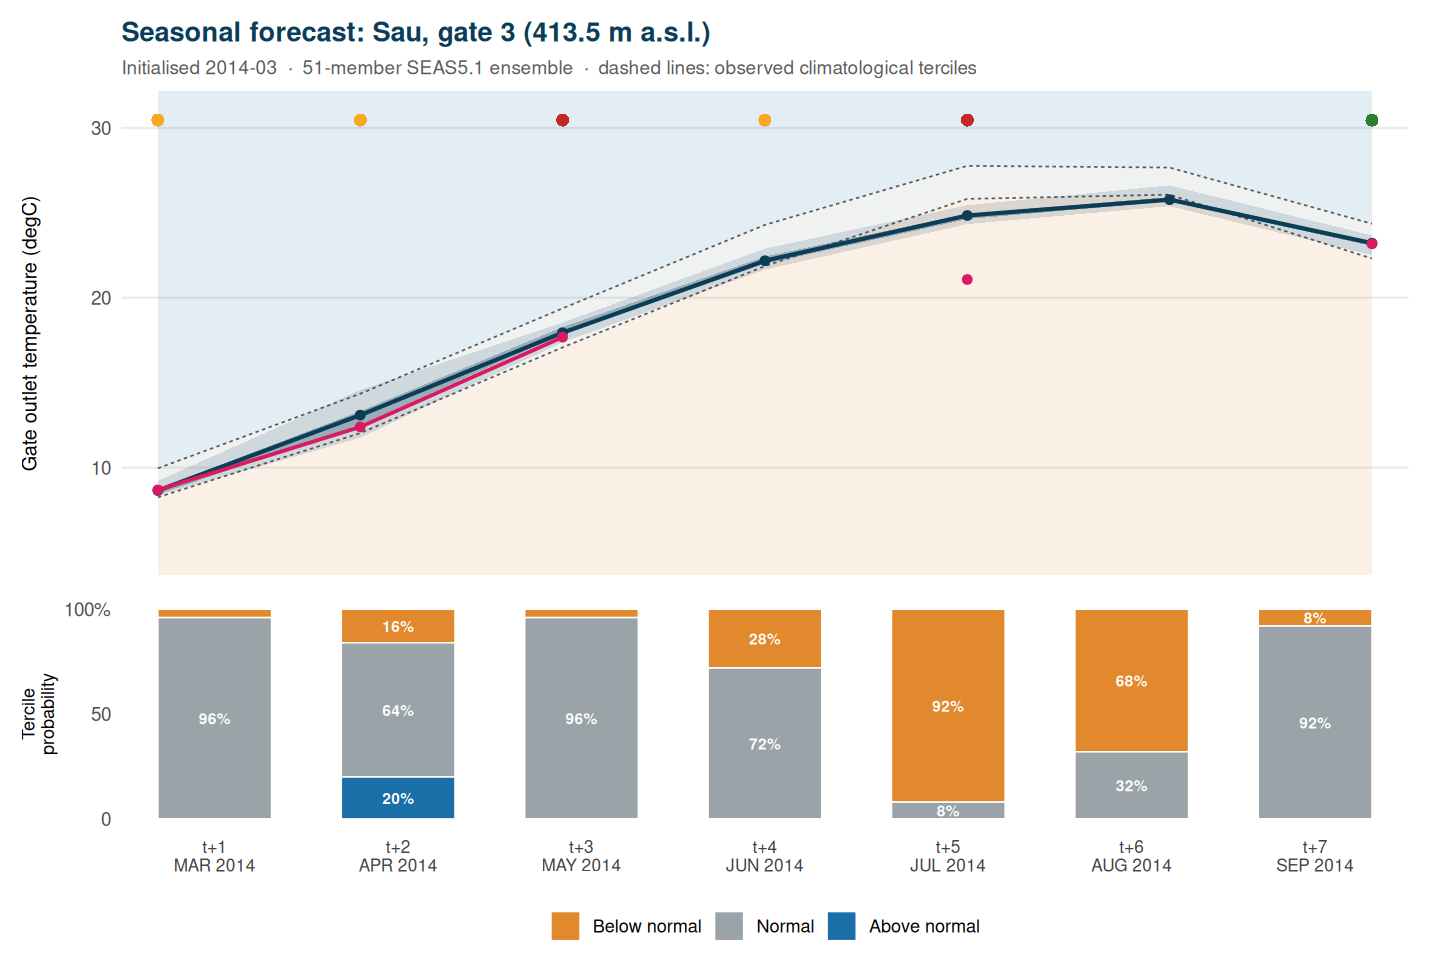 Seasonal forecast: Sau, gate 3 (413.5 m a.s.l.)
Initialised 2014-03 · 51-member SEAS5.1 ensemble · dashed lines: observed climatological terciles
Gate outlet temperature (degC)
30
20
10
Tercile
probability
100%
50
0
96%
16%
64%
20%
96%
28%
72%
92%
8%
68%
32%
8%
92%
t+1
MAR 2014
t+2
APR 2014
t+3
MAY 2014
t+4
JUN 2014
t+5
JUL 2014
t+6
AUG 2014
t+7
SEP 2014
Below normal
Normal
Above normal